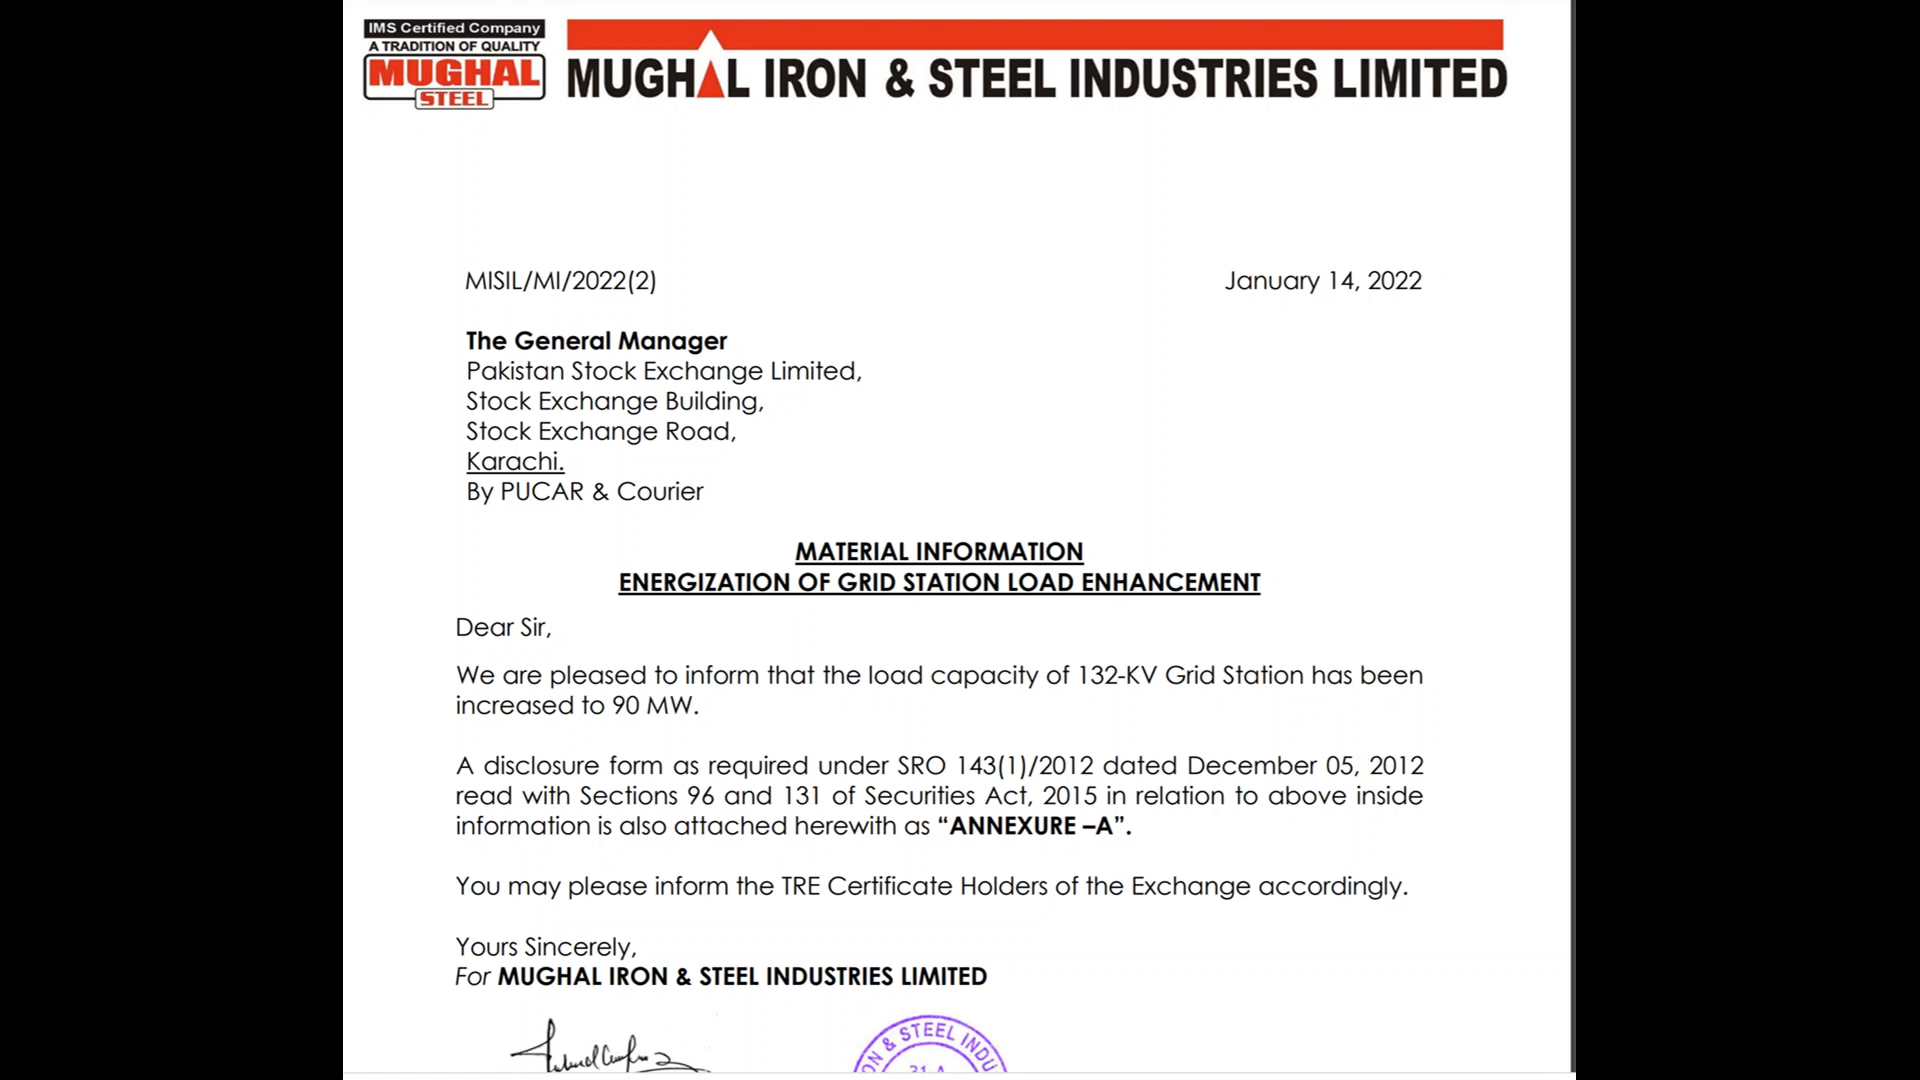 IMS Certified Company
A TRADITION OF QUALITY
MUGHAL
STEEL
MUGHAL IRON & STEEL INDUSTRIES LIMITED
MISIL/MI/2022(2) January 14, 2022
The General Manager
Pakistan Stock Exchange Limited,
Stock Exchange Building,
Stock Exchange Road,
Karachi.
By PUCAR & Courier
MATERIAL INFORMATION
ENERGIZATION OF GRID STATION LOAD ENHANCEMENT
Dear Sir,
We are pleased to inform that the load capacity of 132-KV Grid Station has been
increased to 90 MW.
A disclosure form as required under SRO 143(1)/2012 dated December 05, 2012
read with Sections 96 and 131 of Securities Act, 2015 in relation to above inside
information is also attached herewith as “ANNEXURE –A”.
You may please inform the TRE Certificate Holders of the Exchange accordingly.
Yours Sincerely,
For MUGHAL IRON & STEEL INDUSTRIES LIMITED
& STEEL